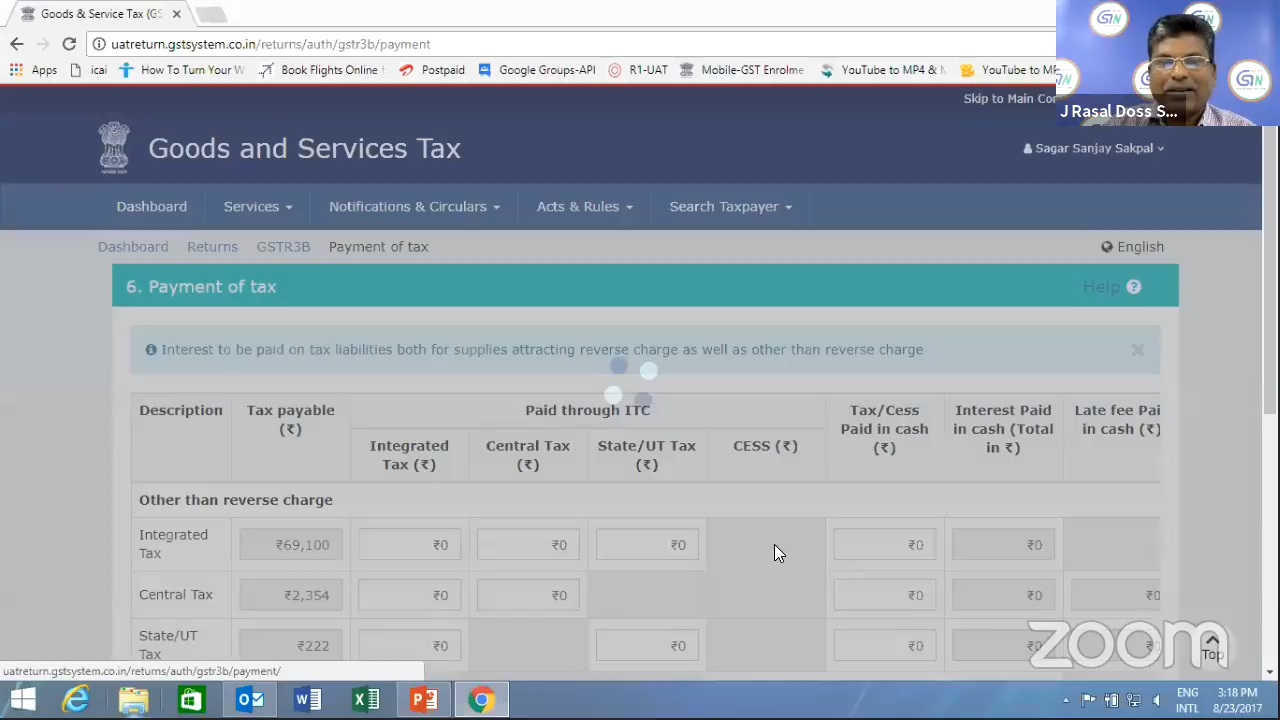 Goods & Service Tax (GS
uatreturn.gstsystem.co.in/returns/auth/gstr3b/payment
Apps icai How To Turn Your W Book Flights Online f Postpaid Google Groups-API R1-UAT Mobile-GST Enrolme YouTube to MP4 & M YouTube to MP
J Rasal Doss S...
Skip to Main Con
Goods and Services Tax
Sagar Sanjay Sakpal
Dashboard Services Notifications & Circulars Acts & Rules Search Taxpayer
Dashboard Returns GSTR3B Payment of tax English
6. Payment of tax Help
Interest to be paid on tax liabilities both for supplies attracting reverse charge as well as other than reverse charge
Description Tax payable (₹) Paid through ITC Tax/Cess Paid in cash (₹) Interest Paid in cash (Total in ₹) Late fee Pai in cash (₹)
Integrated Tax (₹) Central Tax (₹) State/UT Tax (₹) CESS (₹)
Other than reverse charge
Integrated Tax ₹69,100 ₹0 ₹0 ₹0 ₹0 ₹0
Central Tax ₹2,354 ₹0 ₹0 ₹0 ₹0 ₹0
State/UT Tax ₹222 ₹0 ₹0 ₹0 ₹0
zoom
Top
uatreturn.gstsystem.co.in/returns/auth/gstr3b/payment/
ENG 3:18 PM
INTL 8/23/2017